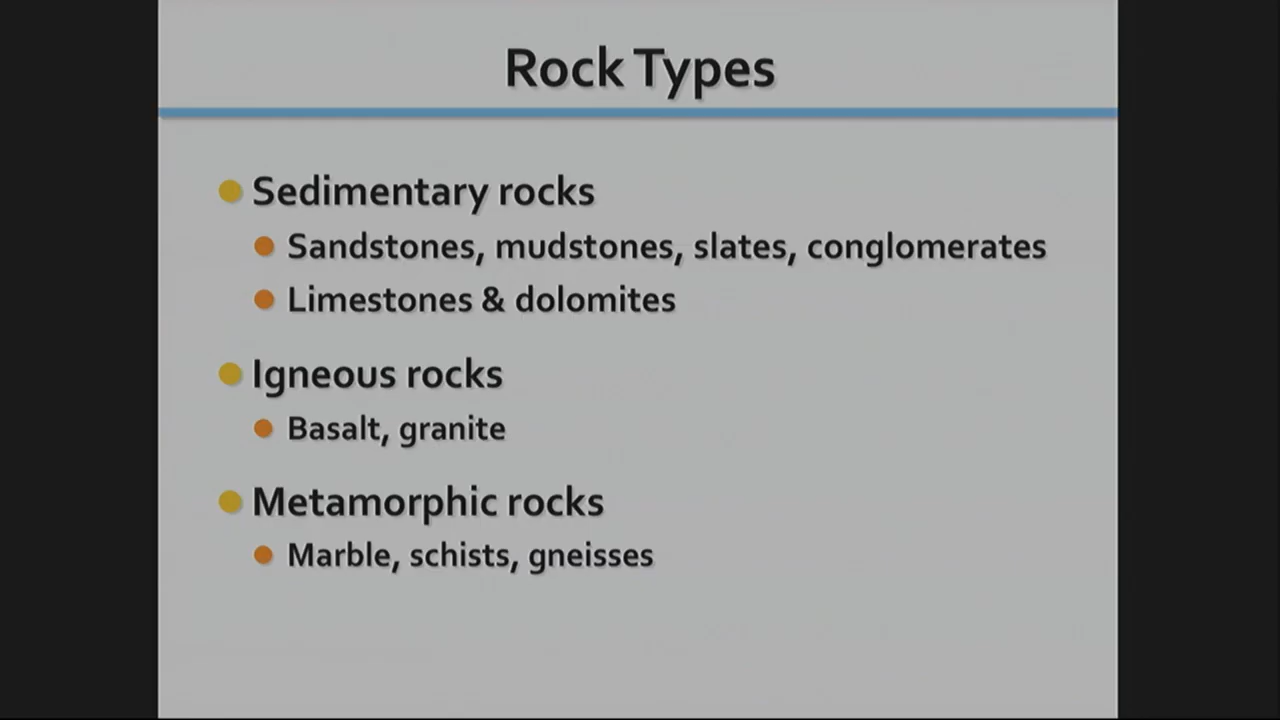 Rock Types
Sedimentary rocks
Sandstones, mudstones, slates, conglomerates
Limestones & dolomites
Igneous rocks
Basalt, granite
Metamorphic rocks
Marble, schists, gneisses